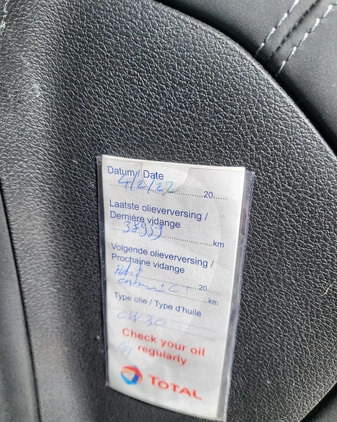 Datum/ Date
4/2/22 20......
Laatste olieverversing /
Dernière vidange
38323 km
Volgende olieverversing /
Prochaine vidange
20......
km
Type olie / Type d'huile
0W30
Check your oil
regularly
TOTAL